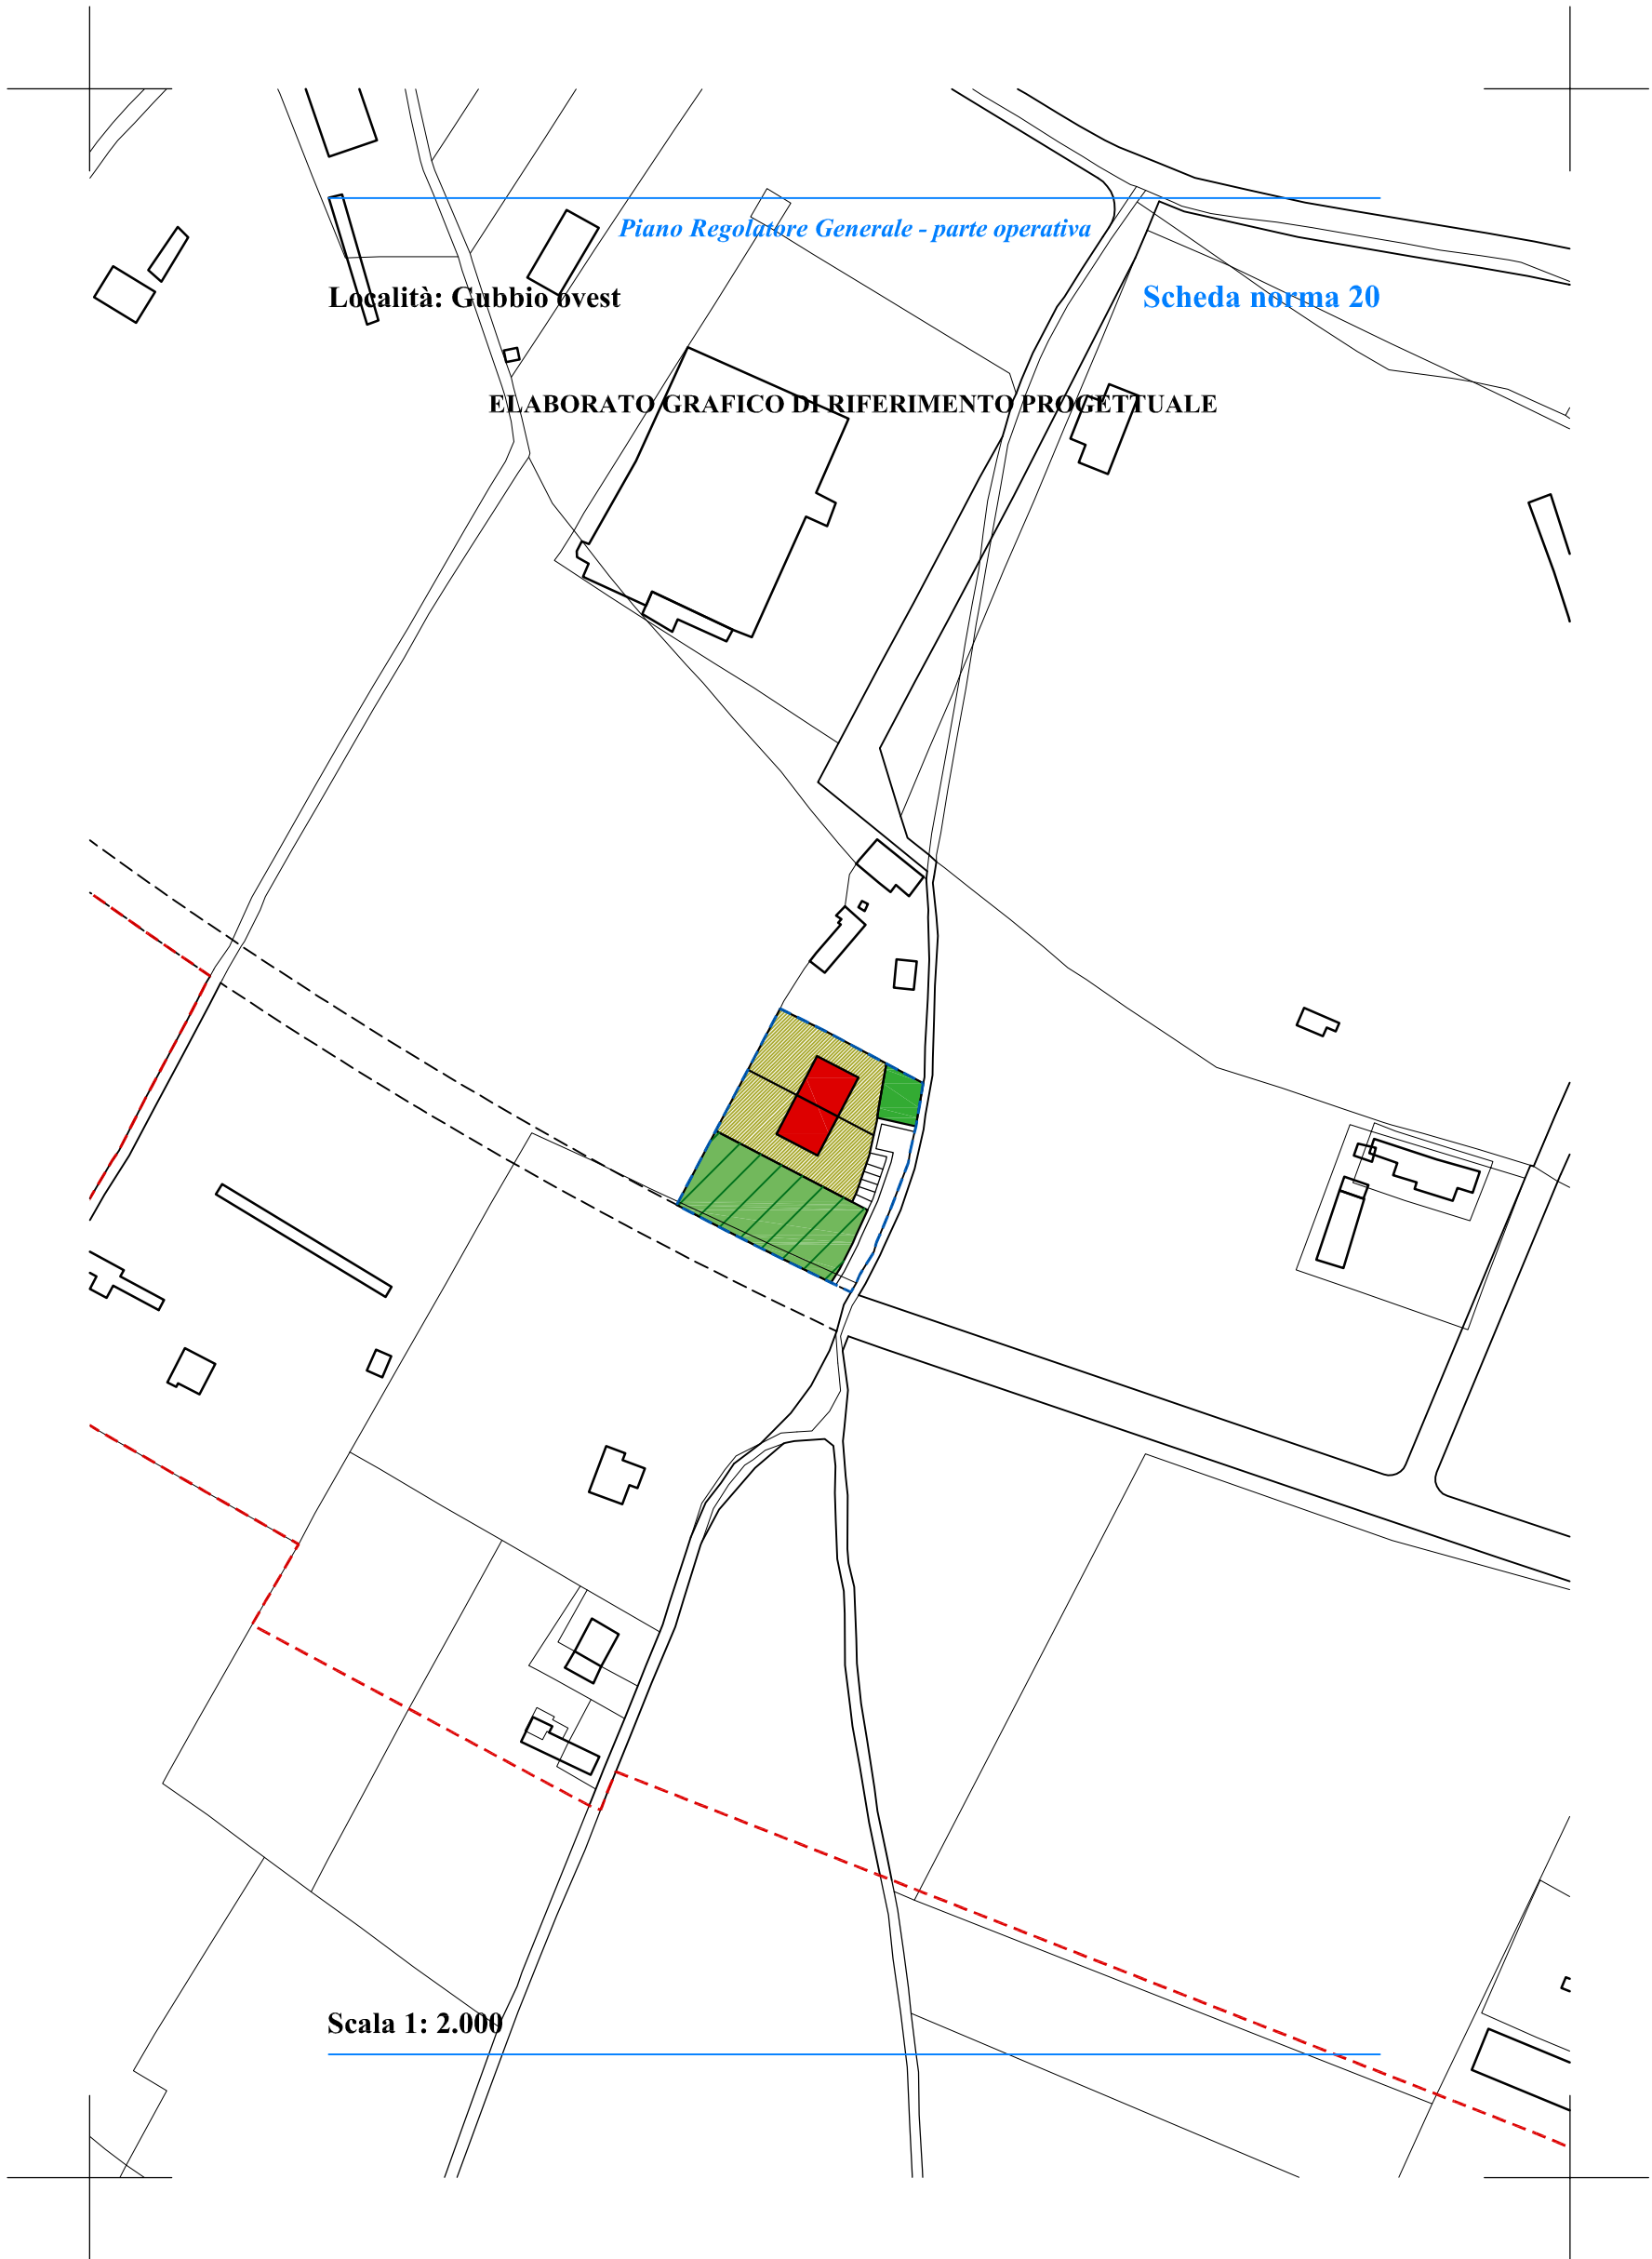 Piano Regolatore Generale - parte operativa
Località: Gubbio ovest
Scheda norma 20
ELABORATO GRAFICO DI RIFERIMENTO PROGETTUALE
Scala 1: 2.000